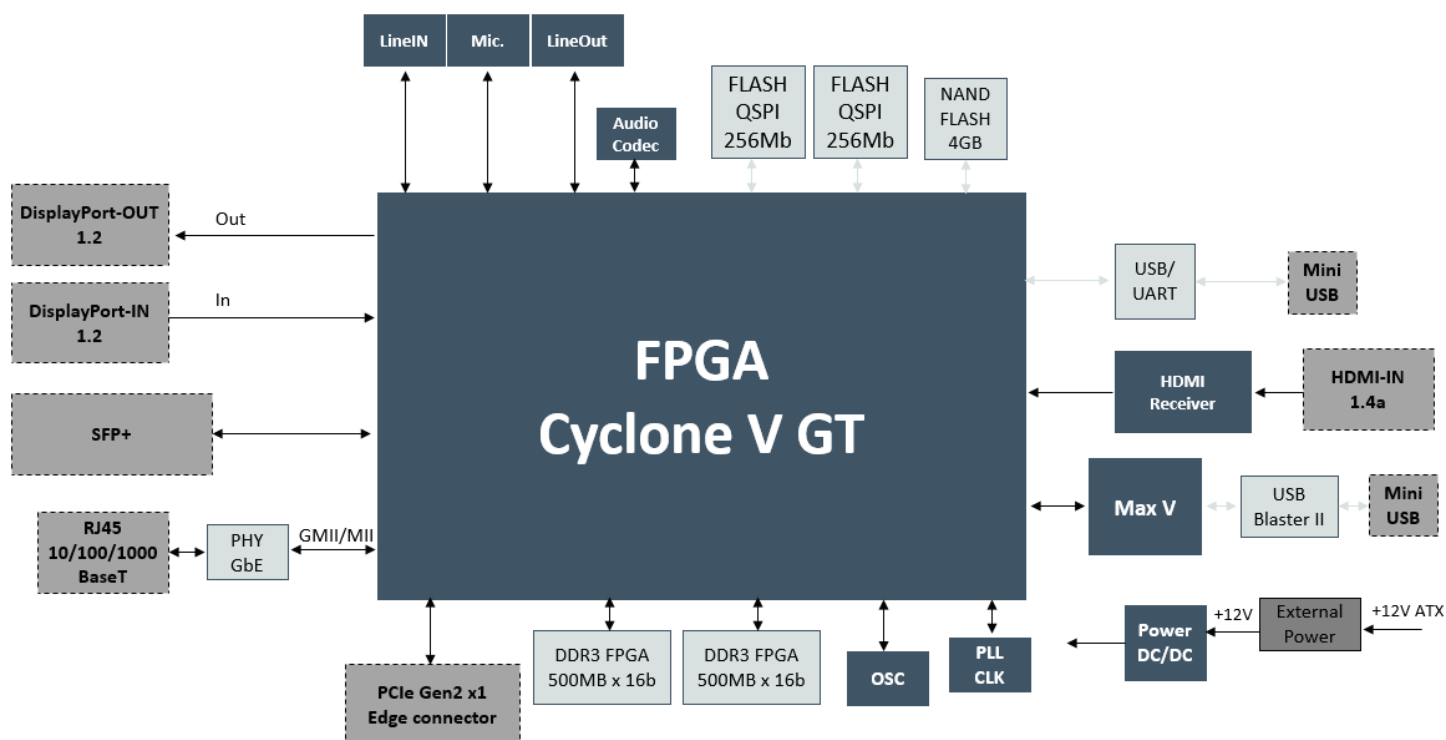 LineIN
Mic.
LineOut
Audio
Codec
FLASH
QSPI
256Mb
FLASH
QSPI
256Mb
NAND
FLASH
4GB
DisplayPort-OUT
1.2
Out
DisplayPort-IN
1.2
In
SFP+
RJ45
10/100/1000
BaseT
PHY
GbE
GMII/MII
FPGA
Cyclone V GT
USB/
UART
Mini
USB
HDMI
Receiver
HDMI-IN
1.4a
Max V
USB
Blaster II
Mini
USB
PCIe Gen2 x1
Edge connector
DDR3 FPGA
500MB x 16b
DDR3 FPGA
500MB x 16b
OSC
PLL
CLK
Power
DC/DC
+12V
External
Power
+12V ATX